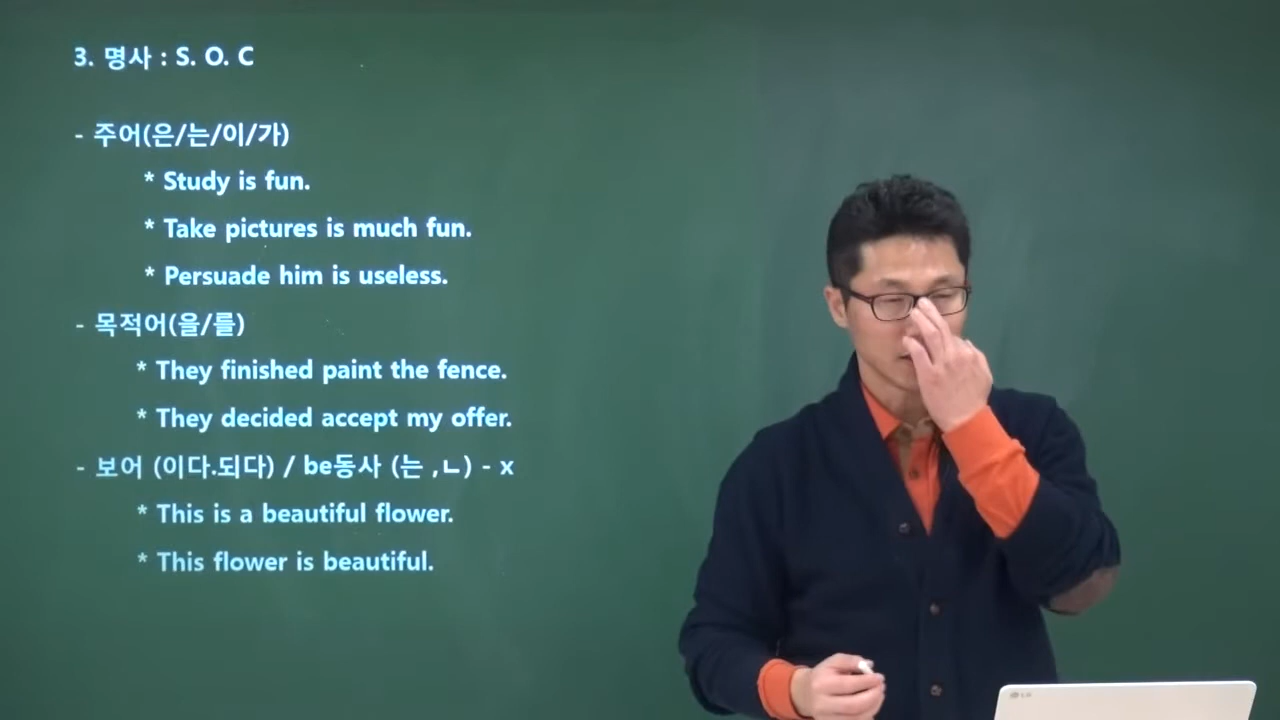 3. 명사 : S. O. C
- 주어(은/는/이/가)
* Study is fun.
* Take pictures is much fun.
* Persuade him is useless.
- 목적어(을/를)
* They finished paint the fence.
* They decided accept my offer.
- 보어 (이다.되다) / be동사 (는 ,ㄴ) - x
* This is a beautiful flower.
* This flower is beautiful.
LG